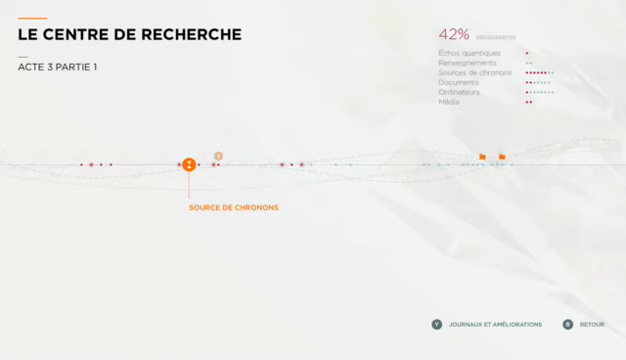 LE CENTRE DE RECHERCHE
ACTE 3 PARTIE 1
42% DÉCOUVERTES
Échos quantiques
Renseignements
Sources de chronons
Documents
Ordinateurs
Média
SOURCE DE CHRONONS
Y JOURNAUX ET AMÉLIORATIONS B RETOUR